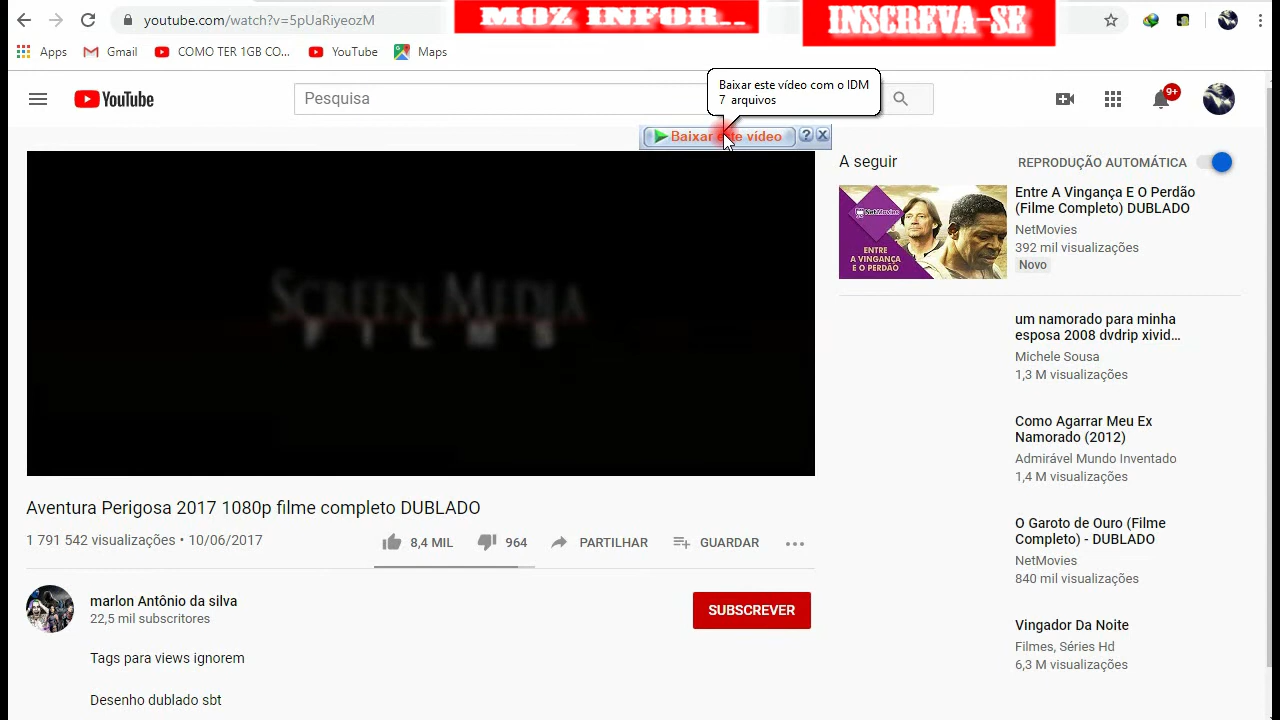 youtube.com/watch?v=5pUaRiyeozM
MOZ INFOR..
INSCREVA-SE
Apps
Gmail
COMO TER 1GB CO...
YouTube
Maps
YouTube
Pesquisa
Baixar este vídeo com o IDM
7 arquivos
9+
Baixar este vídeo
?
X
SCREEN MEDIA
FILMS
A seguir
REPRODUÇÃO AUTOMÁTICA
NetMovies
ENTRE
A VINGANÇA
E O PERDÃO
Entre A Vingança E O Perdão
(Filme Completo) DUBLADO
NetMovies
392 mil visualizações
Novo
um namorado para minha
esposa 2008 dvdrip xivid...
Michele Sousa
1,3 M visualizações
Como Agarrar Meu Ex
Namorado (2012)
Admirável Mundo Inventado
1,4 M visualizações
O Garoto de Ouro (Filme
Completo) - DUBLADO
NetMovies
840 mil visualizações
Vingador Da Noite
Filmes, Séries Hd
6,3 M visualizações
Aventura Perigosa 2017 1080p filme completo DUBLADO
1 791 542 visualizações • 10/06/2017
8,4 MIL
964
PARTILHAR
GUARDAR
marlon Antônio da silva
22,5 mil subscritores
SUBSCREVER
Tags para views ignorem
Desenho dublado sbt